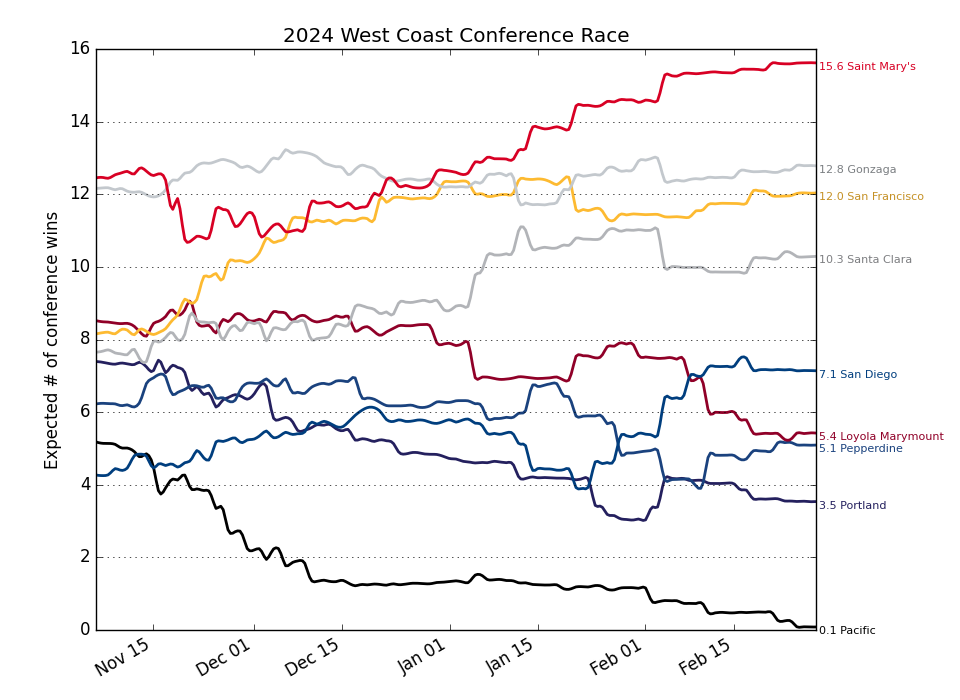 2024 West Coast Conference Race
Expected # of conference wins
16
14
12
10
8
6
4
2
0
Nov 15
Dec 01
Dec 15
Jan 01
Jan 15
Feb 01
Feb 15
15.6 Saint Mary's
12.8 Gonzaga
12.0 San Francisco
10.3 Santa Clara
7.1 San Diego
5.4 Loyola Marymount
5.1 Pepperdine
3.5 Portland
0.1 Pacific